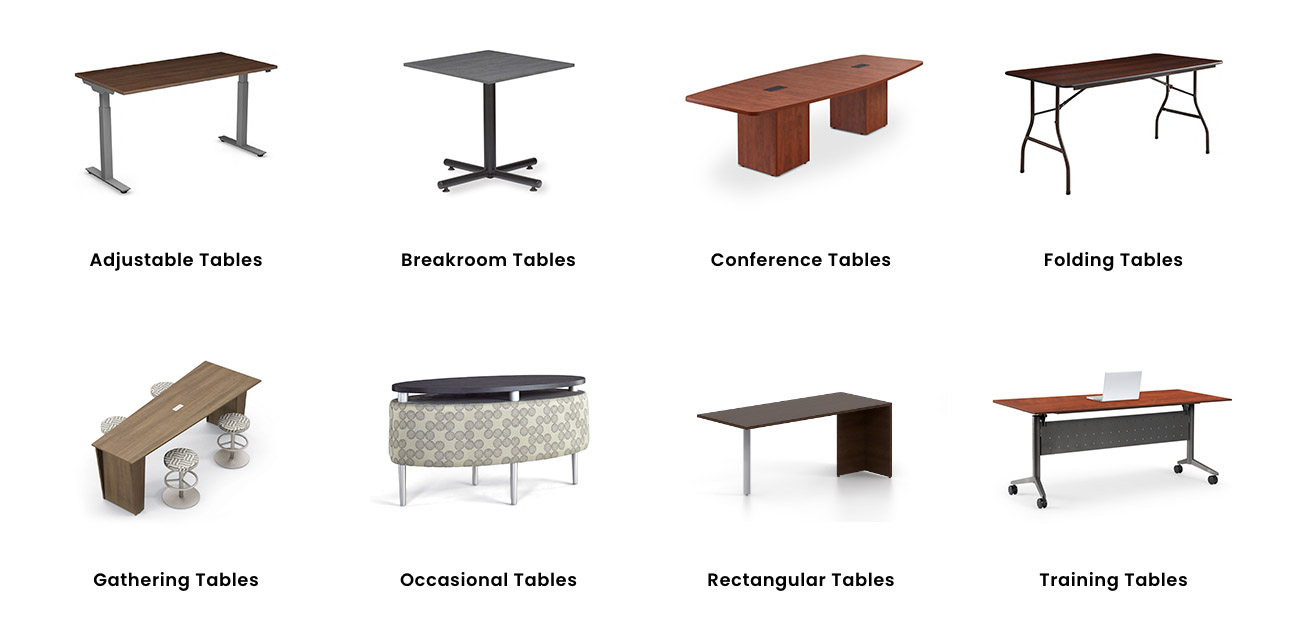 Adjustable Tables
Breakroom Tables
Conference Tables
Folding Tables
Gathering Tables
Occasional Tables
Rectangular Tables
Training Tables